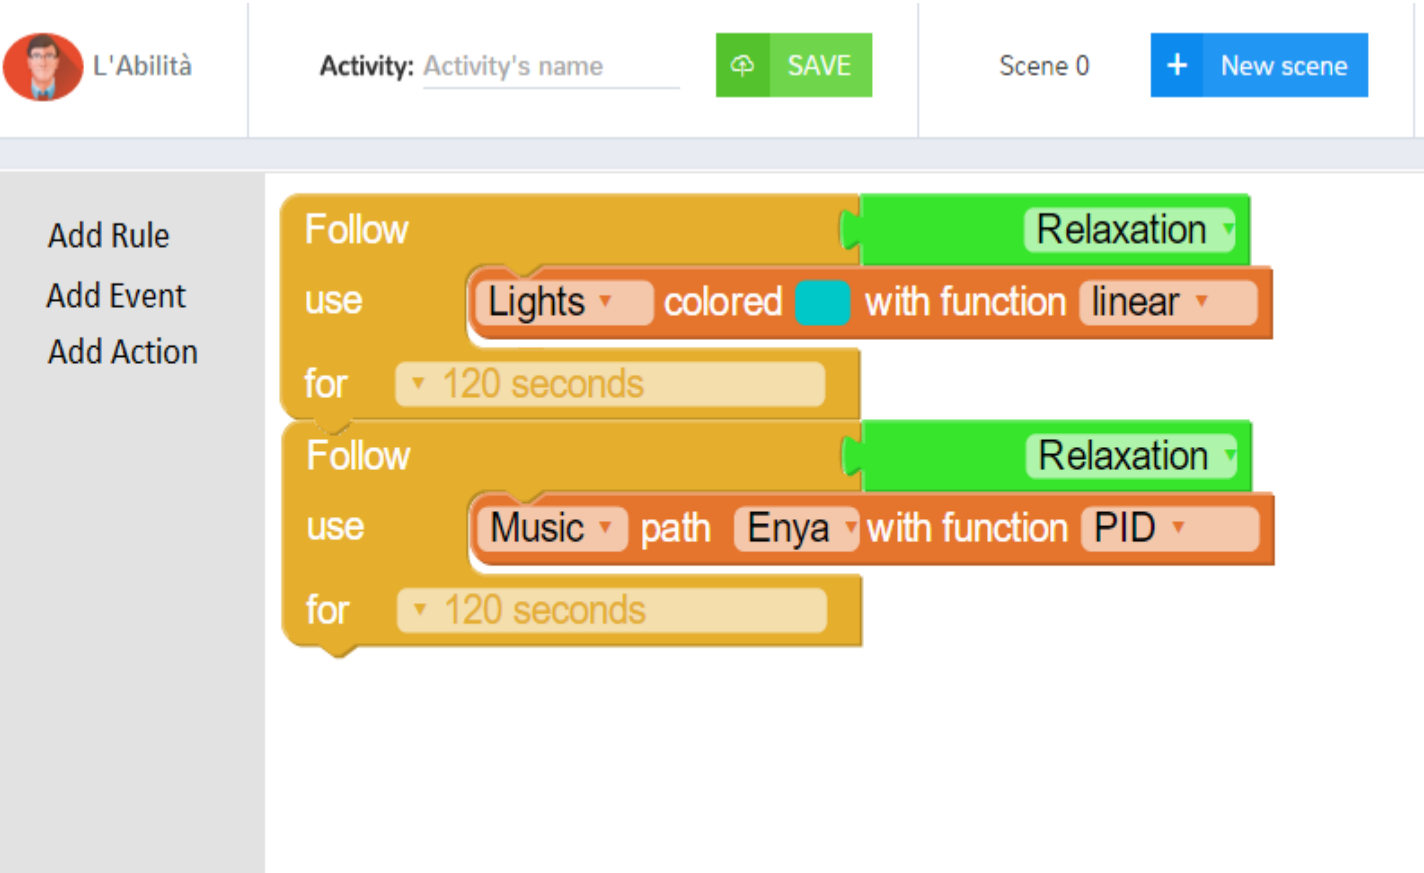 L'Abilità
Activity: Activity's name
SAVE
Scene 0
+ New scene
Add Rule
Add Event
Add Action
Follow Relaxation
use Lights colored with function linear
for 120 seconds
Follow Relaxation
use Music path Enya with function PID
for 120 seconds